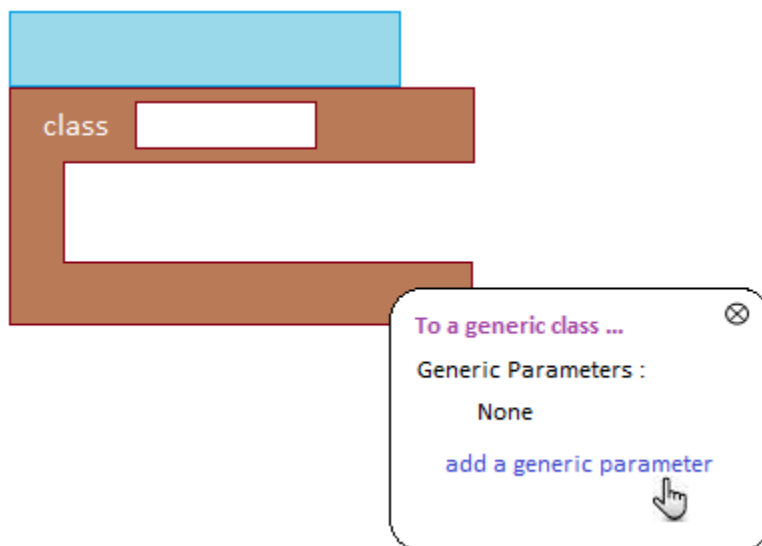 class
To a generic class ...
Generic Parameters :
None
add a generic parameter